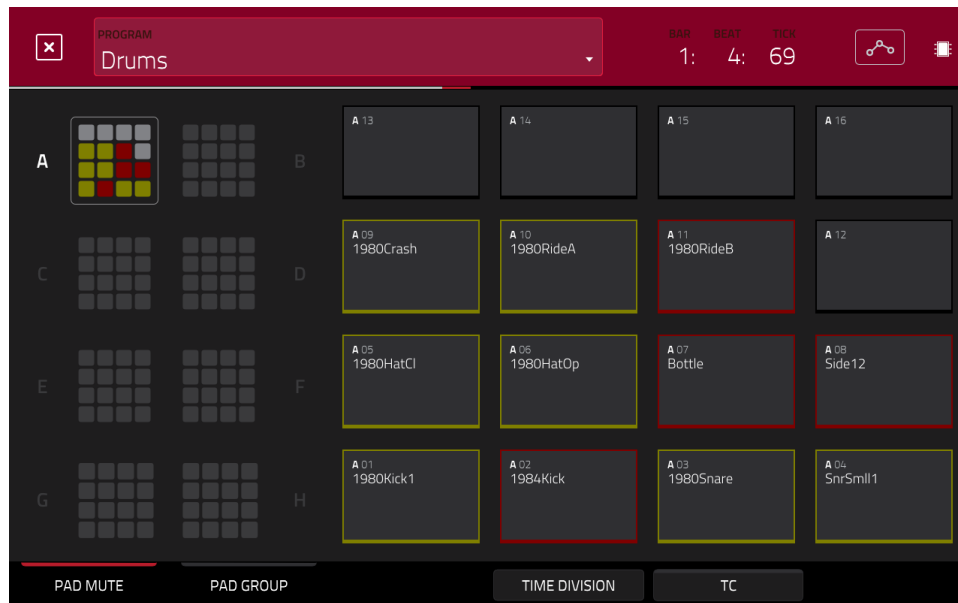 PROGRAM
Drums
BAR BEAT TICK
1: 4: 69
A B
C D
E F
G H
A 13
A 14
A 15
A 16
A 09
1980Crash
A 10
1980RideA
A 11
1980RideB
A 12
A 05
1980HatCl
A 06
1980HatOp
A 07
Bottle
A 08
Side12
A 01
1980Kick1
A 02
1984Kick
A 03
1980Snare
A 04
SnrSmll1
PAD MUTE
PAD GROUP
TIME DIVISION
TC